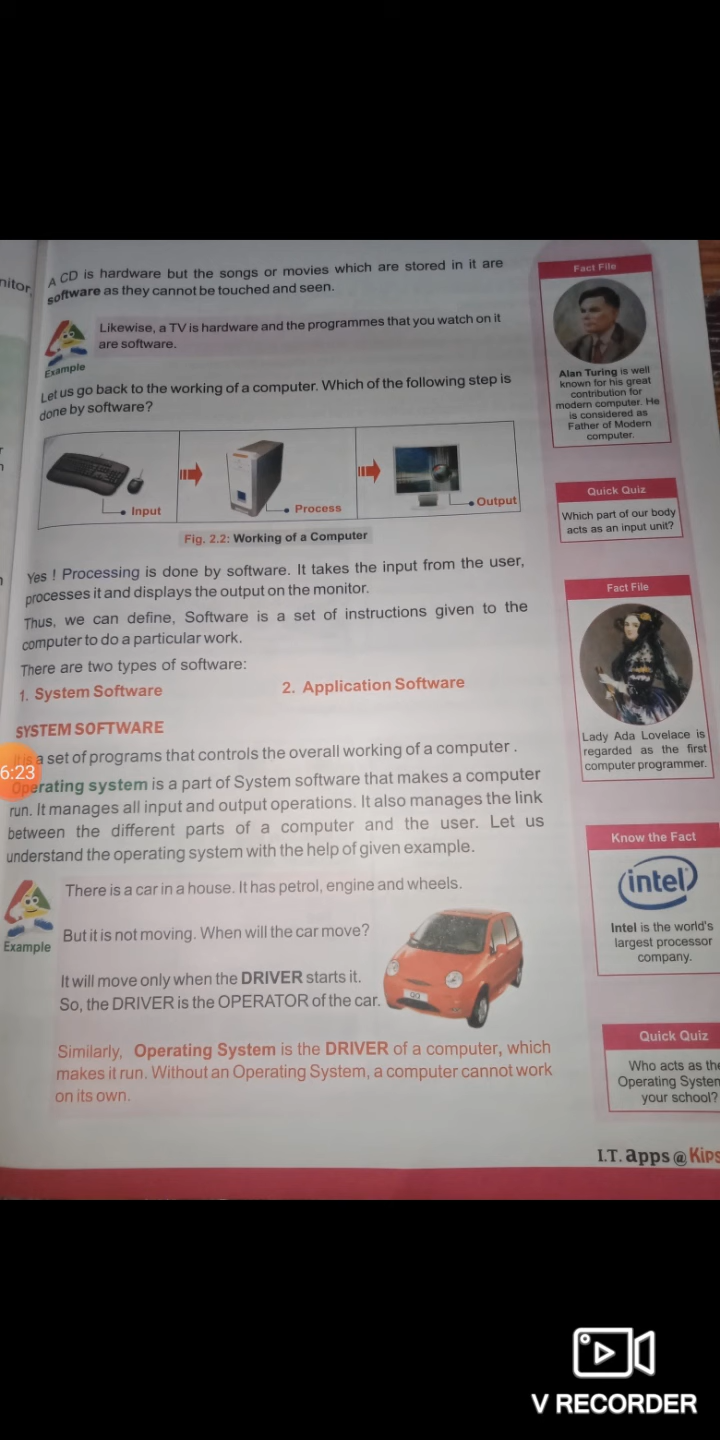 nitor,
A CD is hardware but the songs or movies which are stored in it are
software as they cannot be touched and seen.
Likewise, a TV is hardware and the programmes that you watch on it
are software.
Example
Let us go back to the working of a computer. Which of the following step is
done by software?
Input
Process
Output
Fig. 2.2: Working of a Computer
Yes ! Processing is done by software. It takes the input from the user,
processes it and displays the output on the monitor.
Thus, we can define, Software is a set of instructions given to the
computer to do a particular work.
There are two types of software:
1. System Software
2. Application Software
SYSTEM SOFTWARE
It is a set of programs that controls the overall working of a computer .
6:23
Operating system is a part of System software that makes a computer
run. It manages all input and output operations. It also manages the link
between the different parts of a computer and the user. Let us
understand the operating system with the help of given example.
There is a car in a house. It has petrol, engine and wheels.
Example
But it is not moving. When will the car move?
It will move only when the DRIVER starts it.
So, the DRIVER is the OPERATOR of the car.
QQ
Similarly, Operating System is the DRIVER of a computer, which
makes it run. Without an Operating System, a computer cannot work
on its own.
Fact File
Alan Turing is well
known for his great
contribution for
modern computer. He
is considered as
Father of Modern
computer.
Quick Quiz
Which part of our body
acts as an input unit?
Fact File
Lady Ada Lovelace is
regarded as the first
computer programmer.
Know the Fact
intel
Intel is the world's
largest processor
company.
Quick Quiz
Who acts as the
Operating System
your school?
I.T. apps @ Kips
V RECORDER